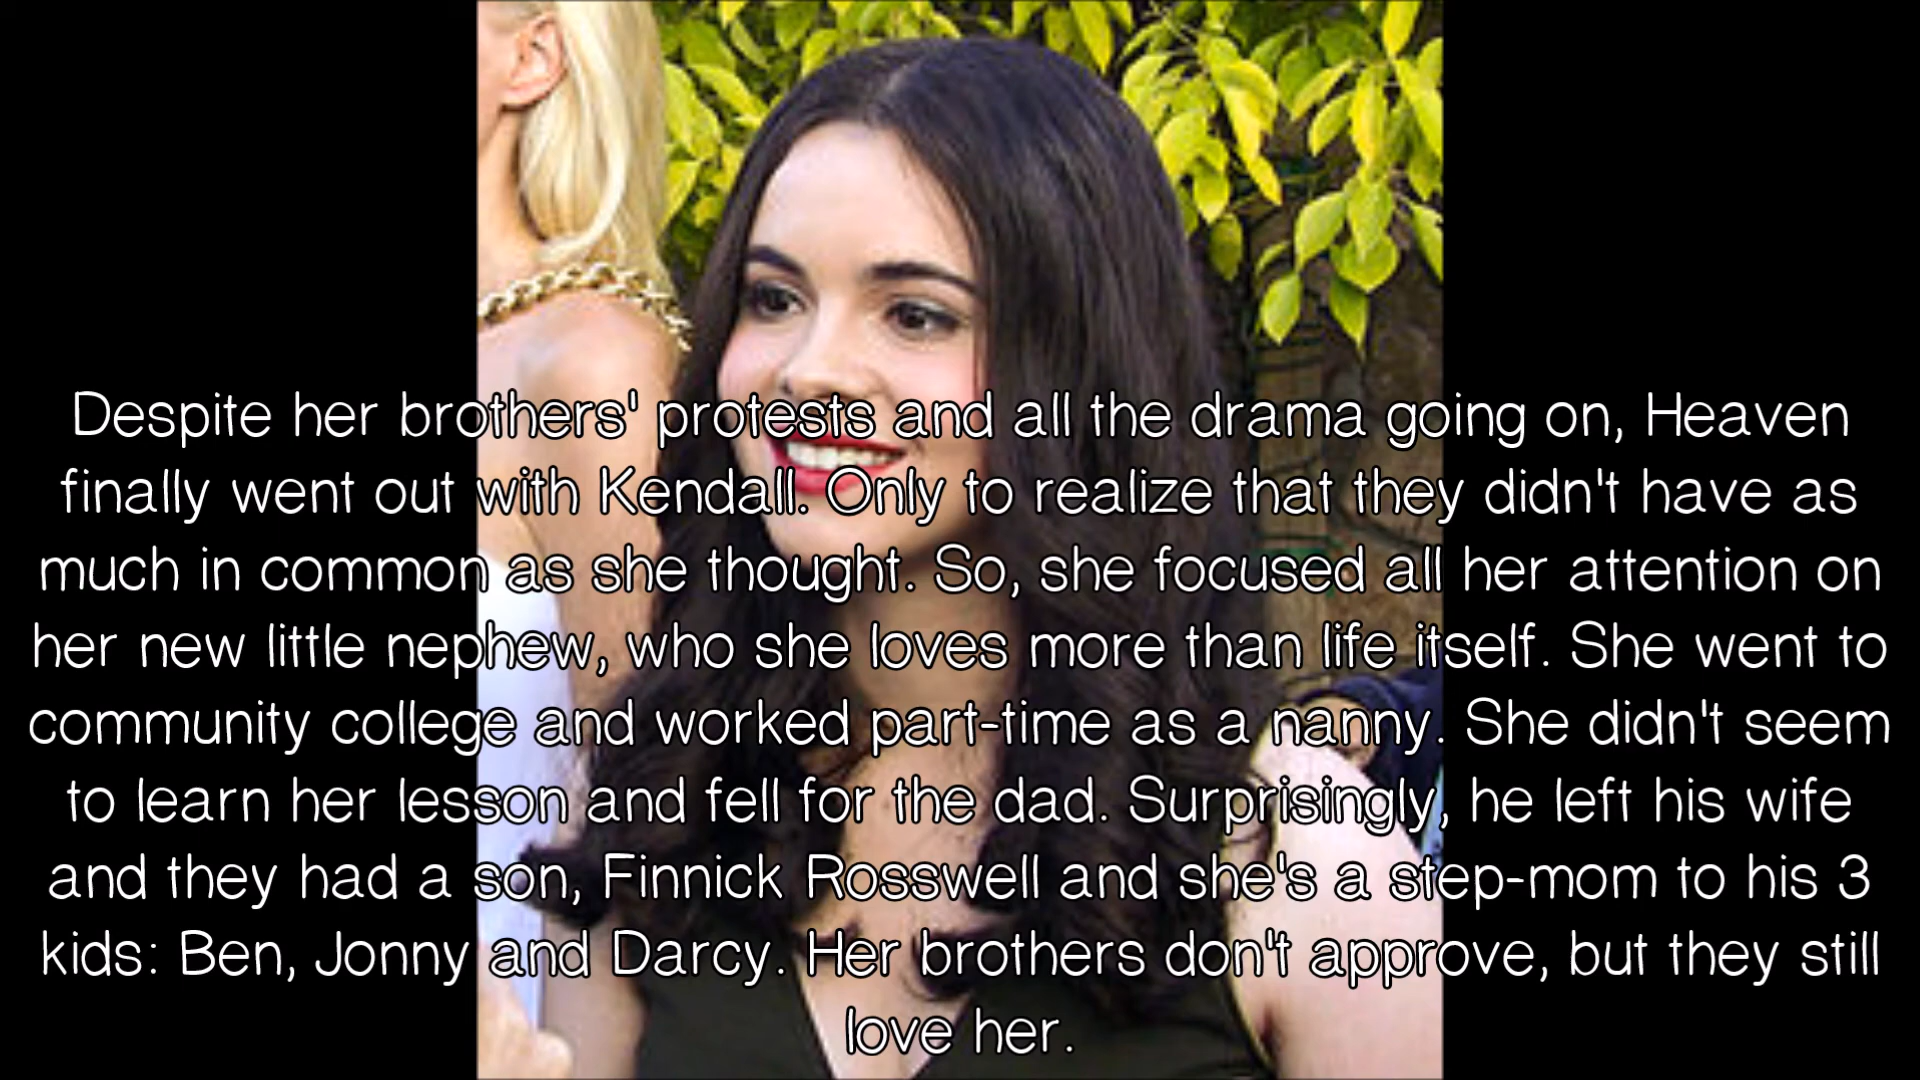 Despite her brothers' protests and all the drama going on, Heaven
finally went out with Kendall. Only to realize that they didn't have as
much in common as she thought. So, she focused all her attention on
her new little nephew, who she loves more than life itself. She went to
community college and worked part-time as a nanny. She didn't seem
to learn her lesson and fell for the dad. Surprisingly, he left his wife
and they had a son, Finnick Rosswell and she's a step-mom to his 3
kids: Ben, Jonny and Darcy. Her brothers don't approve, but they still
love her.